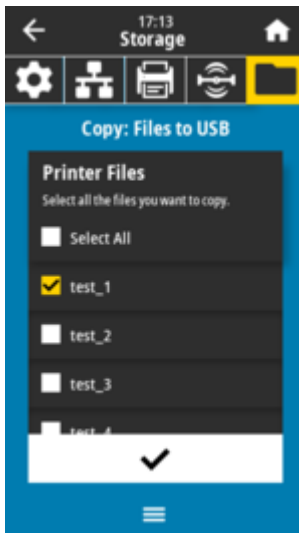 17:13
Storage
Copy: Files to USB
Printer Files
Select all the files you want to copy.
Select All
test_1
test_2
test_3
test_4